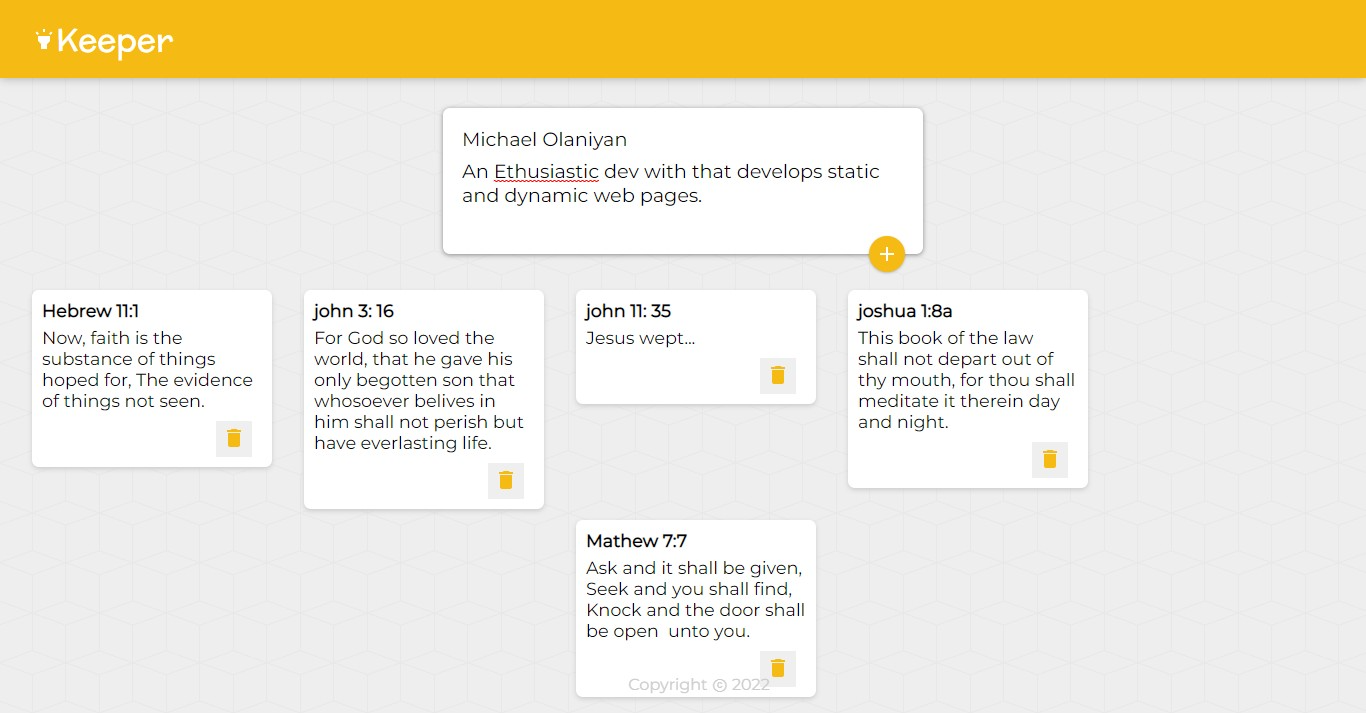 Keeper
Michael Olaniyan
An Ethusiastic dev with that develops static
and dynamic web pages.
Hebrew 11:1
Now, faith is the
substance of things
hoped for, The evidence
of things not seen.
john 3: 16
For God so loved the
world, that he gave his
only begotten son that
whosoever belives in
him shall not perish but
have everlasting life.
john 11: 35
Jesus wept...
joshua 1:8a
This book of the law
shall not depart out of
thy mouth, for thou shall
meditate it therein day
and night.
Mathew 7:7
Ask and it shall be given,
Seek and you shall find,
Knock and the door shall
be open  unto you.
Copyright © 2022